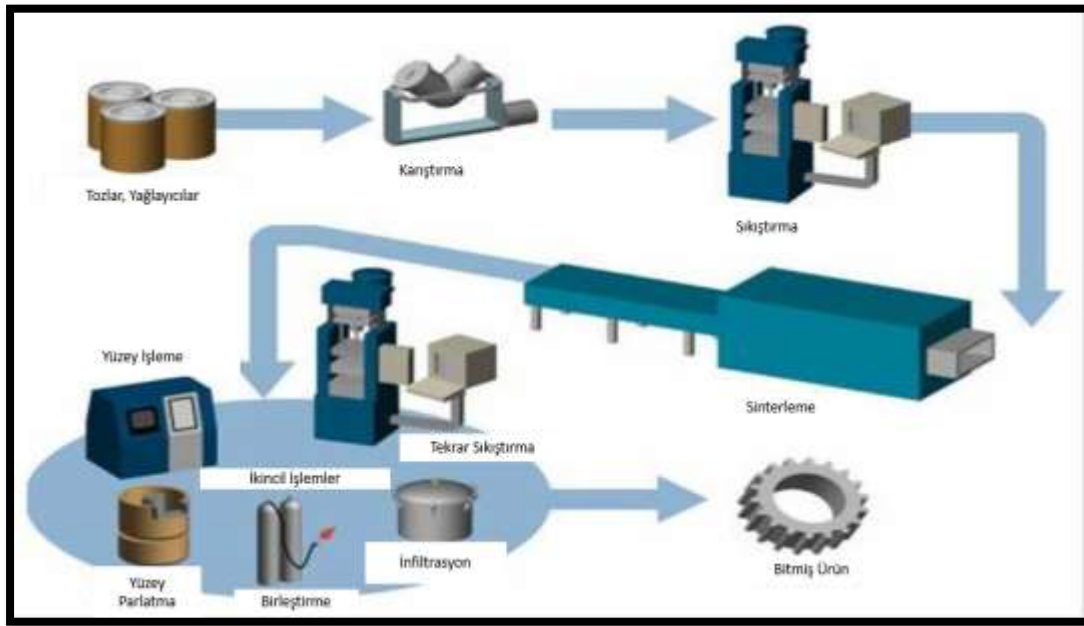 Tozlar, Yağlayıcılar
Karıştırma
Sıkıştırma
Sinterleme
Yüzey İşleme
Tekrar Sıkıştırma
İkincil İşlemler
Yüzey
Parlatma
Birleştirme
İnfiltrasyon
Bitmiş Ürün